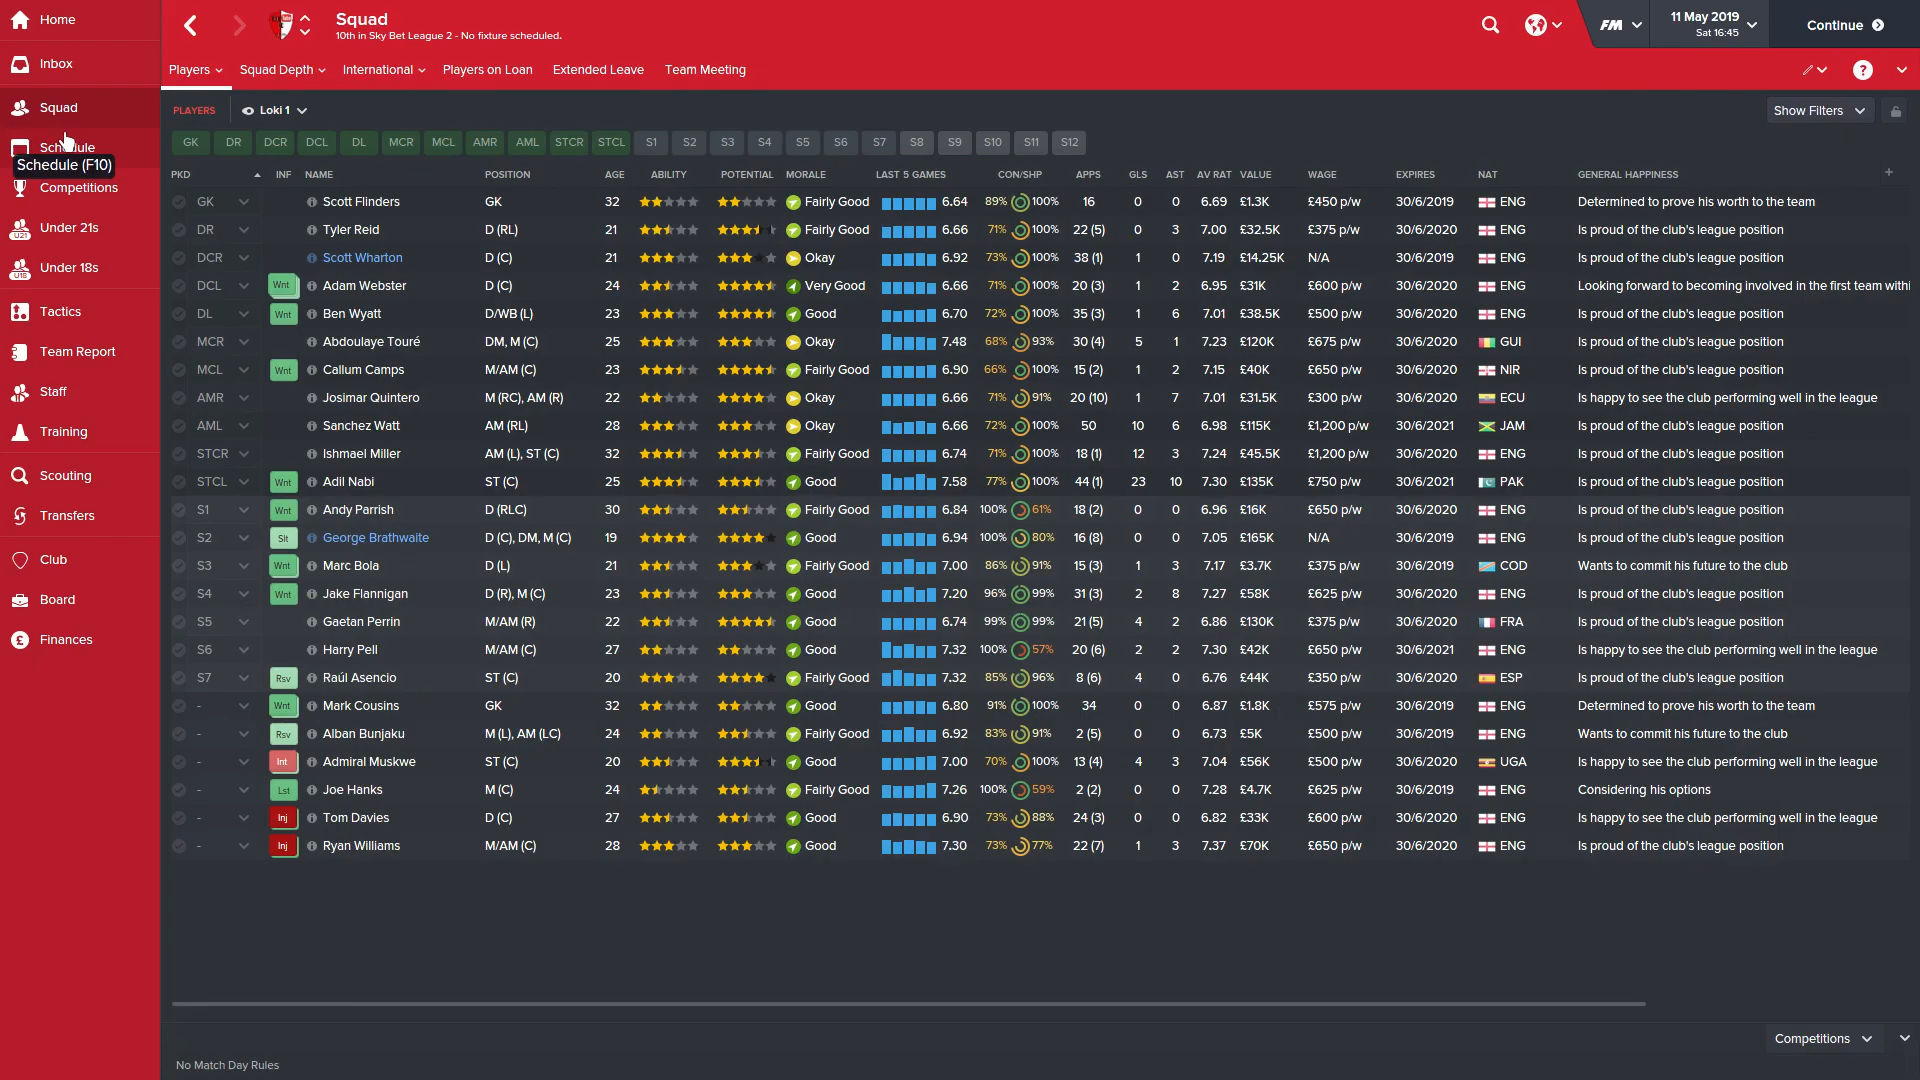 Home
Inbox
Squad
Schedule
Schedule (F10)
Competitions
Under 21s
Under 18s
Tactics
Team Report
Staff
Training
Scouting
Transfers
Club
Board
Finances
Squad
10th in Sky Bet League 2 - No fixture scheduled.
FM
11 May 2019
Sat 16:45
Continue
Players Squad Depth International Players on Loan Extended Leave Team Meeting
PLAYERS Loki 1 Show Filters
GK DR DCR DCL DL MCR MCL AMR AML STCR STCL S1 S2 S3 S4 S5 S6 S7 S8 S9 S10 S11 S12
PKD INF NAME POSITION AGE ABILITY POTENTIAL MORALE LAST 5 GAMES CON/SHP APPS GLS AST AV RAT VALUE WAGE EXPIRES NAT GENERAL HAPPINESS
GK Scott Flinders GK 32 Fairly Good 6.64 89% 100% 16 0 0 6.69 £1.3K £450 p/w 30/6/2019 ENG Determined to prove his worth to the team
DR Tyler Reid D (RL) 21 Fairly Good 6.66 71% 100% 22 (5) 0 3 7.00 £32.5K £375 p/w 30/6/2019 ENG Is proud of the club's league position
DCR Scott Wharton D (C) 21 Okay 6.92 73% 100% 38 (1) 1 0 7.19 £14.25K N/A 30/6/2019 ENG Is proud of the club's league position
DCL Wnt Adam Webster D (C) 24 Very Good 6.66 71% 100% 20 (3) 1 2 6.95 £31K £600 p/w 30/6/2020 ENG Looking forward to becoming involved in the first team withi
DL Wnt Ben Wyatt D/WB (L) 23 Good 6.70 72% 100% 35 (3) 1 6 7.01 £38.5K £500 p/w 30/6/2020 ENG Is proud of the club's league position
MCR Abdoulaye Touré DM, M (C) 25 Okay 7.48 68% 93% 30 (4) 5 1 7.23 £120K £675 p/w 30/6/2020 GUI Is proud of the club's league position
MCL Wnt Callum Camps M/AM (C) 23 Fairly Good 6.90 66% 100% 15 (2) 1 2 7.15 £40K £650 p/w 30/6/2020 NIR Is proud of the club's league position
AMR Josimar Quintero M (RC), AM (R) 22 Okay 6.66 71% 91% 20 (10) 1 7 7.01 £31.5K £300 p/w 30/6/2020 ECU Is happy to see the club performing well in the league
AML Sanchez Watt AM (RL) 28 Okay 6.66 72% 100% 50 10 6 6.98 £115K £1,200 p/w 30/6/2021 JAM Is proud of the club's league position
STCR Ishmael Miller AM (L), ST (C) 32 Fairly Good 6.74 71% 100% 18 (1) 12 3 7.24 £45.5K £1,200 p/w 30/6/2019 ENG Is proud of the club's league position
STCL Wnt Adil Nabi ST (C) 25 Good 7.58 77% 100% 44 (1) 23 10 7.30 £135K £750 p/w 30/6/2021 PAK Is proud of the club's league position
S1 Wnt Andy Parrish D (RLC) 30 Fairly Good 6.84 100% 61% 18 (2) 0 0 6.96 £16K £650 p/w 30/6/2020 ENG Is proud of the club's league position
S2 Slt George Brathwaite D (C), DM, M (C) 19 Good 6.94 100% 80% 16 (8) 0 0 7.05 £165K N/A 30/6/2019 ENG Is proud of the club's league position
S3 Wnt Marc Bola D (L) 21 Fairly Good 7.00 86% 91% 15 (3) 1 3 7.17 £3.7K £375 p/w 30/6/2019 COD Wants to commit his future to the club
S4 Wnt Jake Flannigan D (R), M (C) 23 Good 7.20 96% 99% 31 (3) 2 8 7.27 £58K £625 p/w 30/6/2020 ENG Is proud of the club's league position
S5 Gaetan Perrin M/AM (R) 22 Good 6.74 99% 99% 21 (5) 4 2 6.86 £130K £375 p/w 30/6/2020 FRA Is proud of the club's league position
S6 Harry Pell M/AM (C) 27 Good 7.32 100% 57% 20 (6) 2 2 7.30 £42K £650 p/w 30/6/2021 ENG Is happy to see the club performing well in the league
S7 Rsv Raúl Asencio ST (C) 20 Fairly Good 7.32 85% 96% 8 (6) 4 0 6.76 £44K £350 p/w 30/6/2020 ESP Is proud of the club's league position
- Wnt Mark Cousins GK 32 Good 6.80 91% 100% 34 0 0 6.87 £1.8K £575 p/w 30/6/2019 ENG Determined to prove his worth to the team
- Rsv Alban Bunjaku M (L), AM (LC) 24 Fairly Good 6.92 83% 91% 2 (5) 0 0 6.73 £5K £500 p/w 30/6/2019 ENG Wants to commit his future to the club
- Int Admiral Muskwe ST (C) 20 Good 7.00 70% 100% 13 (4) 4 3 7.04 £56K £500 p/w 30/6/2020 UGA Is happy to see the club performing well in the league
- Lst Joe Hanks M (C) 24 Fairly Good 7.26 100% 59% 2 (2) 0 0 7.28 £4.7K £625 p/w 30/6/2019 ENG Considering his options
- Inj Tom Davies D (C) 27 Good 6.90 73% 88% 24 (3) 0 0 6.82 £33K £600 p/w 30/6/2020 ENG Is happy to see the club performing well in the league
- Inj Ryan Williams M/AM (C) 28 Good 7.30 73% 77% 22 (7) 1 3 7.37 £70K £650 p/w 30/6/2020 ENG Is proud of the club's league position
Competitions
No Match Day Rules